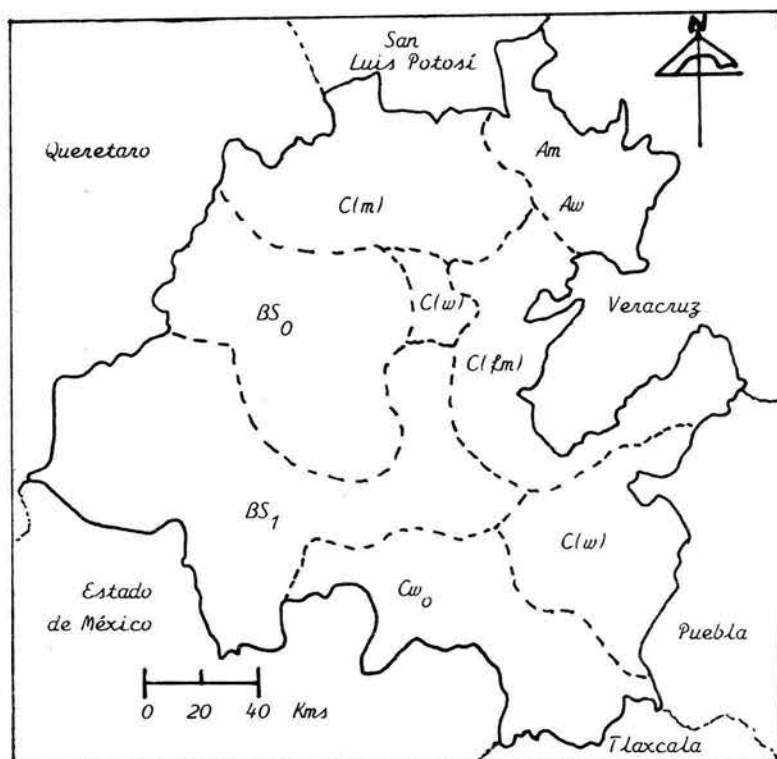 N
San
Luis Potosí
Queretaro
Am
Aw
C(m)
C(w)
Veracruz
BS0
C(fm)
BS1
C(w)
Estado
de México
Cw0
Puebla
0 20 40 Kms
Tlaxcala